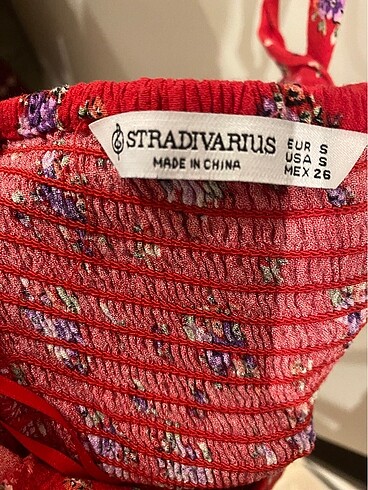 STRADIVARIUS
MADE IN CHINA
EUR S
USA S
MEX 26